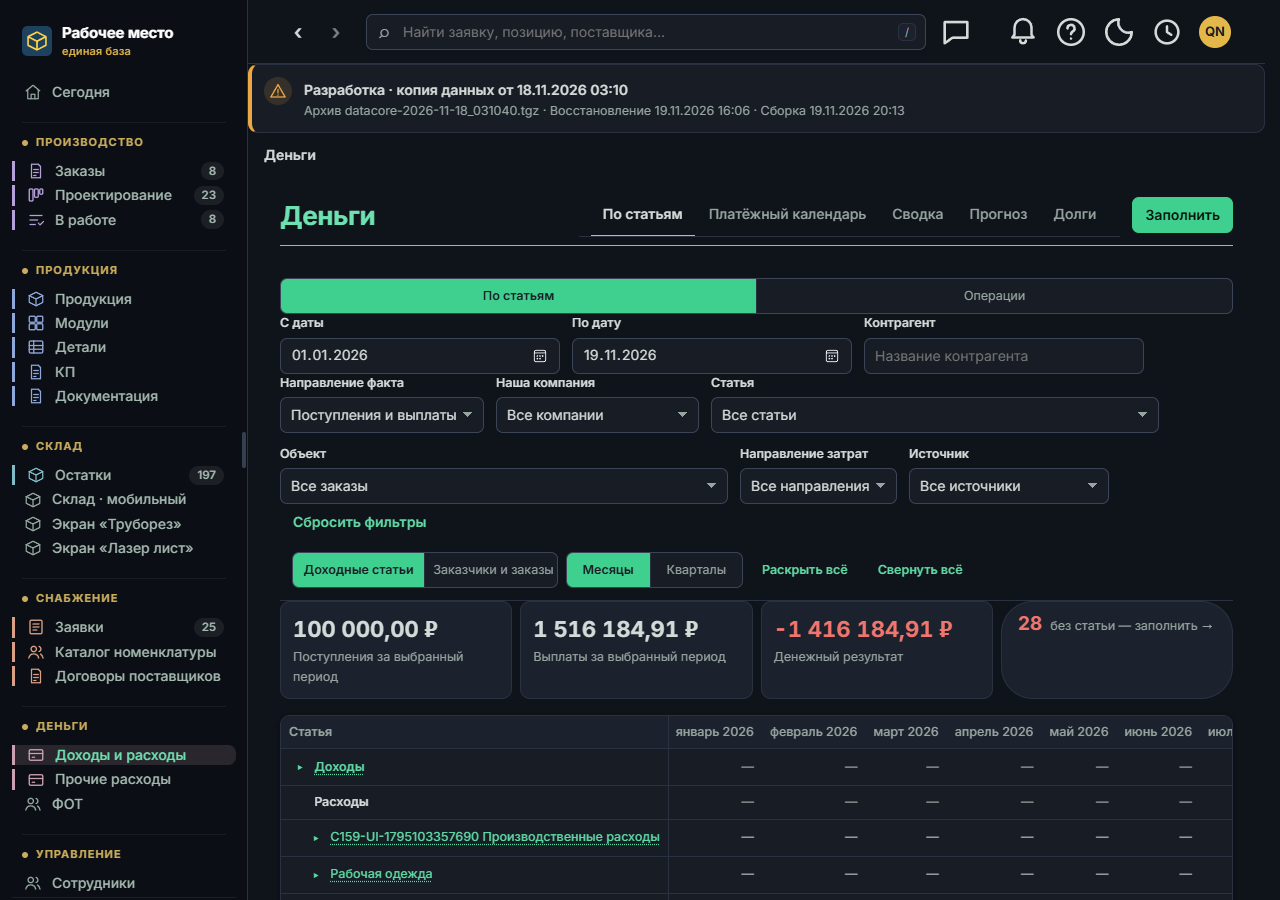 Рабочее место
единая база
Сегодня
ПРОИЗВОДСТВО
Заказы 8
Проектирование 23
В работе 8
ПРОДУКЦИЯ
Продукция
Модули
Детали
КП
Документация
СКЛАД
Остатки 197
Склад · мобильный
Экран «Труборез»
Экран «Лазер лист»
СНАБЖЕНИЕ
Заявки 25
Каталог номенклатуры
Договоры поставщиков
ДЕНЬГИ
Доходы и расходы
Прочие расходы
ФОТ
УПРАВЛЕНИЕ
Сотрудники
Найти заявку, позицию, поставщика... /
QN
Разработка · копия данных от 18.11.2026 03:10
Архив datacore-2026-11-18_031040.tgz · Восстановление 19.11.2026 16:06 · Сборка 19.11.2026 20:13
Деньги
Деньги
По статьям Платёжный календарь Сводка Прогноз Долги Заполнить
По статьям Операции
С даты По дату Контрагент
01.01.2026 19.11.2026 Название контрагента
Направление факта Наша компания Статья
Поступления и выплаты Все компании Все статьи
Объект Направление затрат Источник
Все заказы Все направления Все источники
Сбросить фильтры
Доходные статьи Заказчики и заказы Месяцы Кварталы Раскрыть всё Свернуть всё
100 000,00 ₽ 1 516 184,91 ₽ -1 416 184,91 ₽ 28 без статьи — заполнить →
Поступления за выбранный период Выплаты за выбранный период Денежный результат
Статья январь 2026 февраль 2026 март 2026 апрель 2026 май 2026 июнь 2026 июл
▸ Доходы — — — — — —
Расходы — — — — — —
▸ C159-UI-1795103357690 Производственные расходы — — — — — —
▸ Рабочая одежда — — — — — —